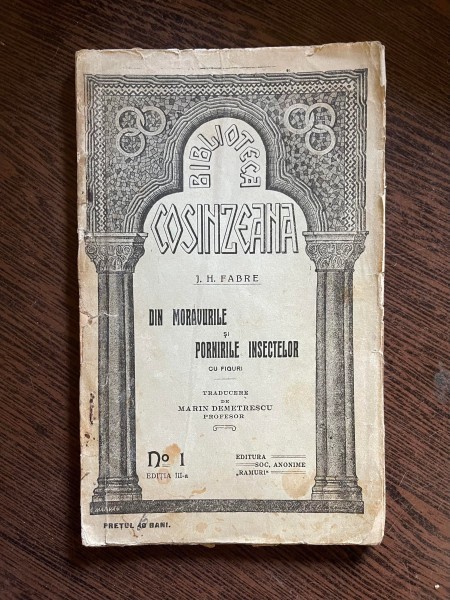 BIBLIOTECA
COSINZEANA
J. H. FABRE
DIN MORAVURILE
ȘI
PORNIRILE INSECTELOR
CU FIGURI
TRADUCERE
DE
MARIN DEMETRESCU
PROFESOR
No 1
EDIȚIA III-a
EDITURA
SOC. ANONIME
„RAMURI"
PREȚUL 40 BANI.